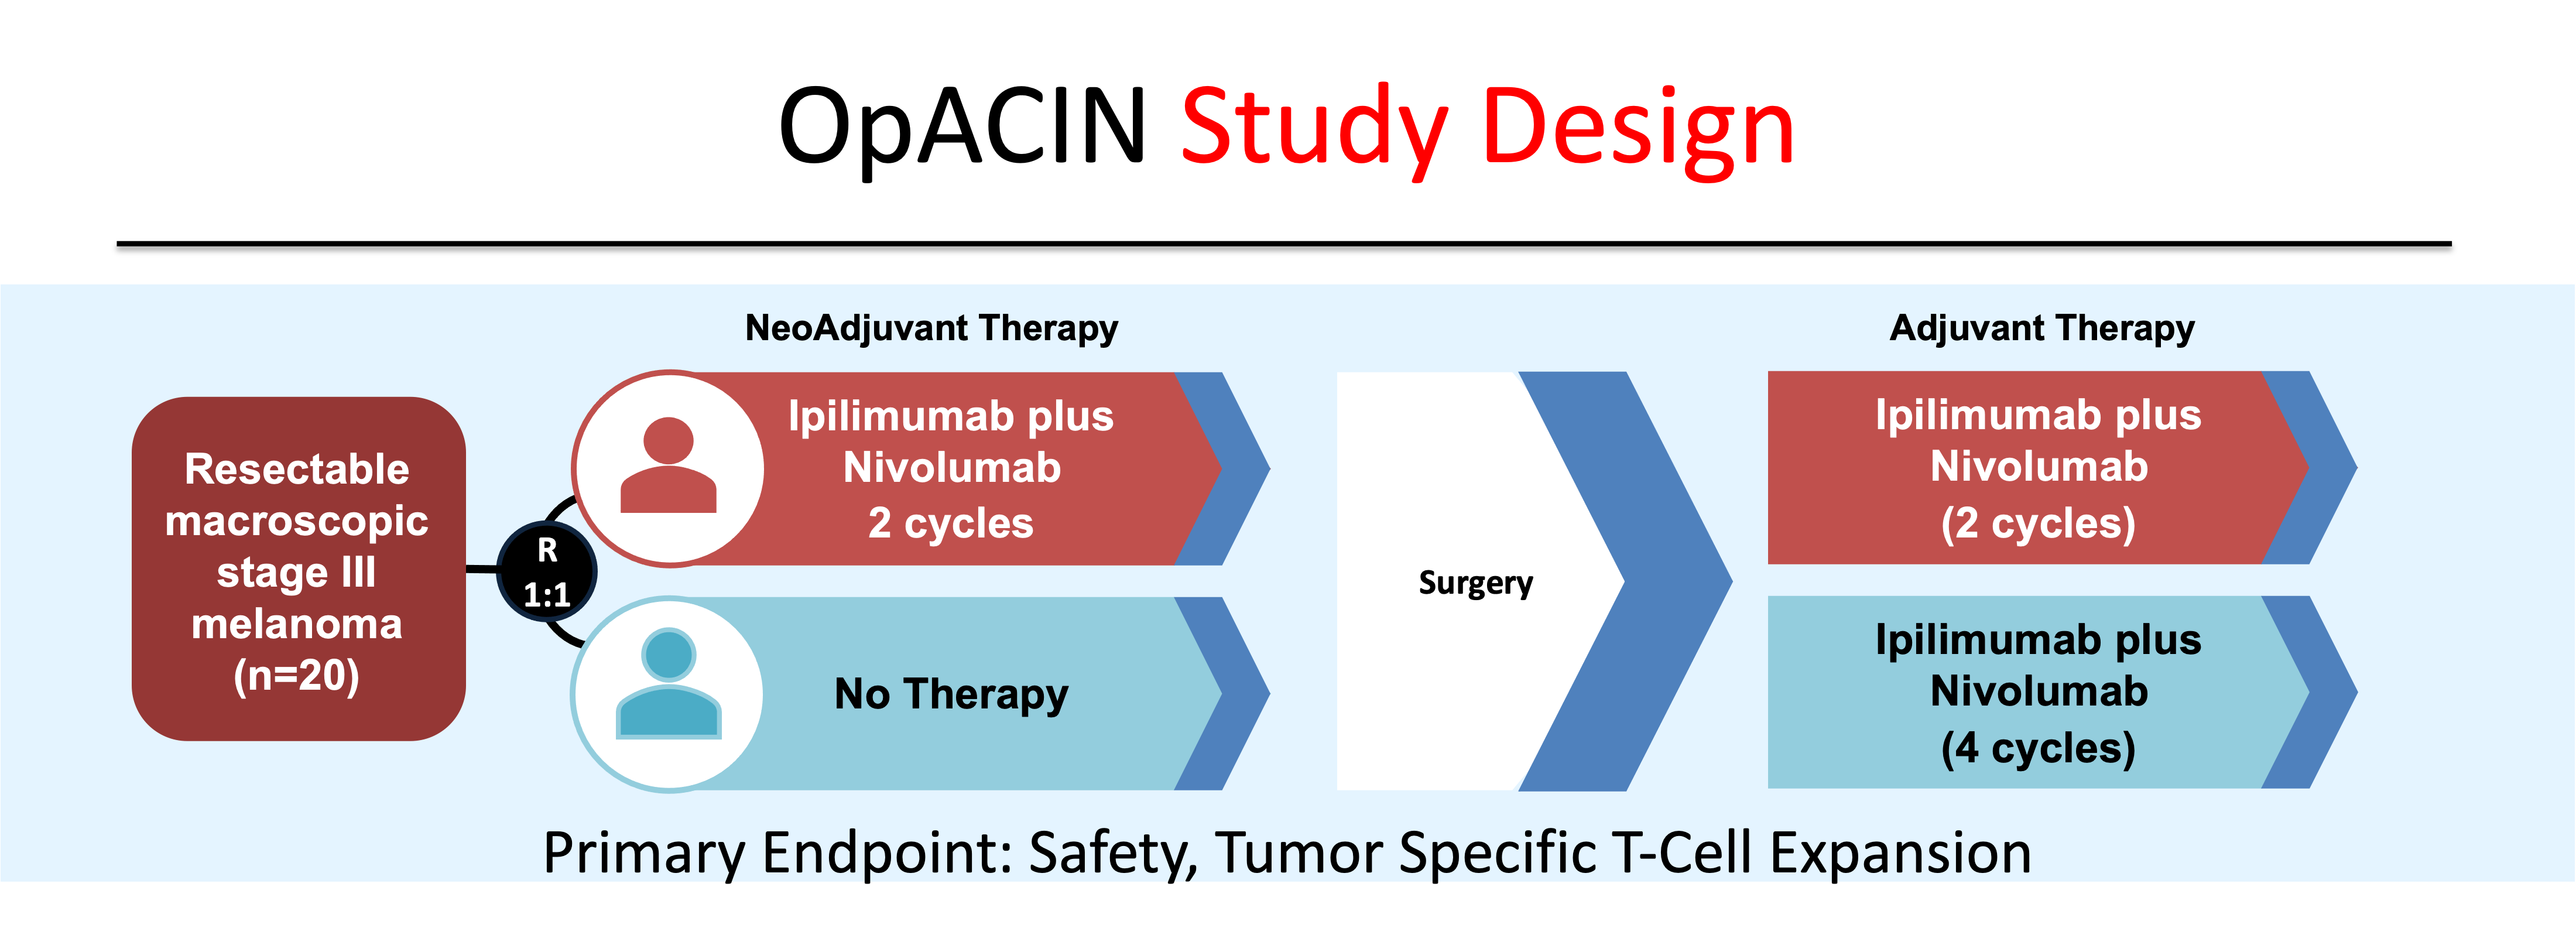 OpACIN Study Design
NeoAdjuvant Therapy
Adjuvant Therapy
Resectable
macroscopic
stage III
melanoma
(n=20)
R
1:1
Ipilimumab plus
Nivolumab
2 cycles
No Therapy
Surgery
Ipilimumab plus
Nivolumab
(2 cycles)
Ipilimumab plus
Nivolumab
(4 cycles)
Primary Endpoint: Safety, Tumor Specific T-Cell Expansion